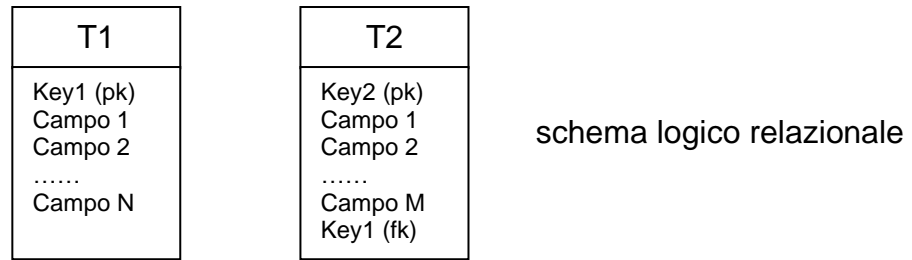 T1
Key1 (pk)
Campo 1
Campo 2
……
Campo N
T2
Key2 (pk)
Campo 1
Campo 2
……
Campo M
Key1 (fk)
schema logico relazionale